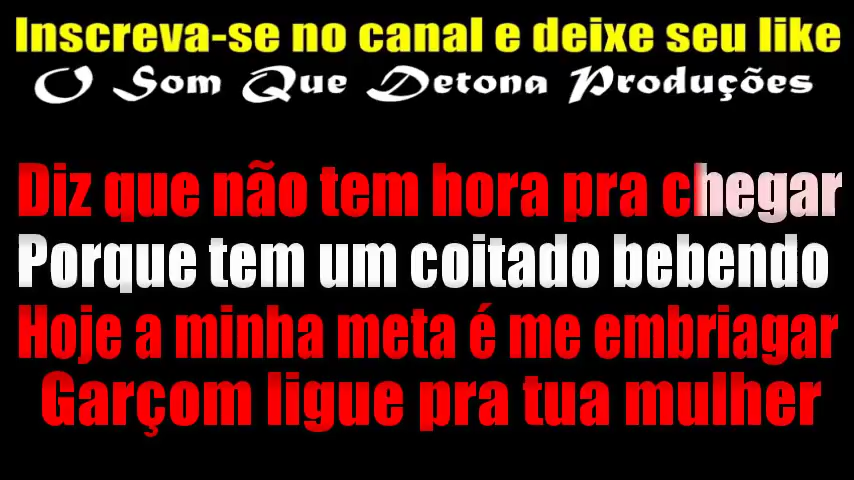 Inscreva-se no canal e deixe seu like
O Som Que Detona Produções
Diz que não tem hora pra chegar
Porque tem um coitado bebendo
Hoje a minha meta é me embriagar
Garçom ligue pra tua mulher